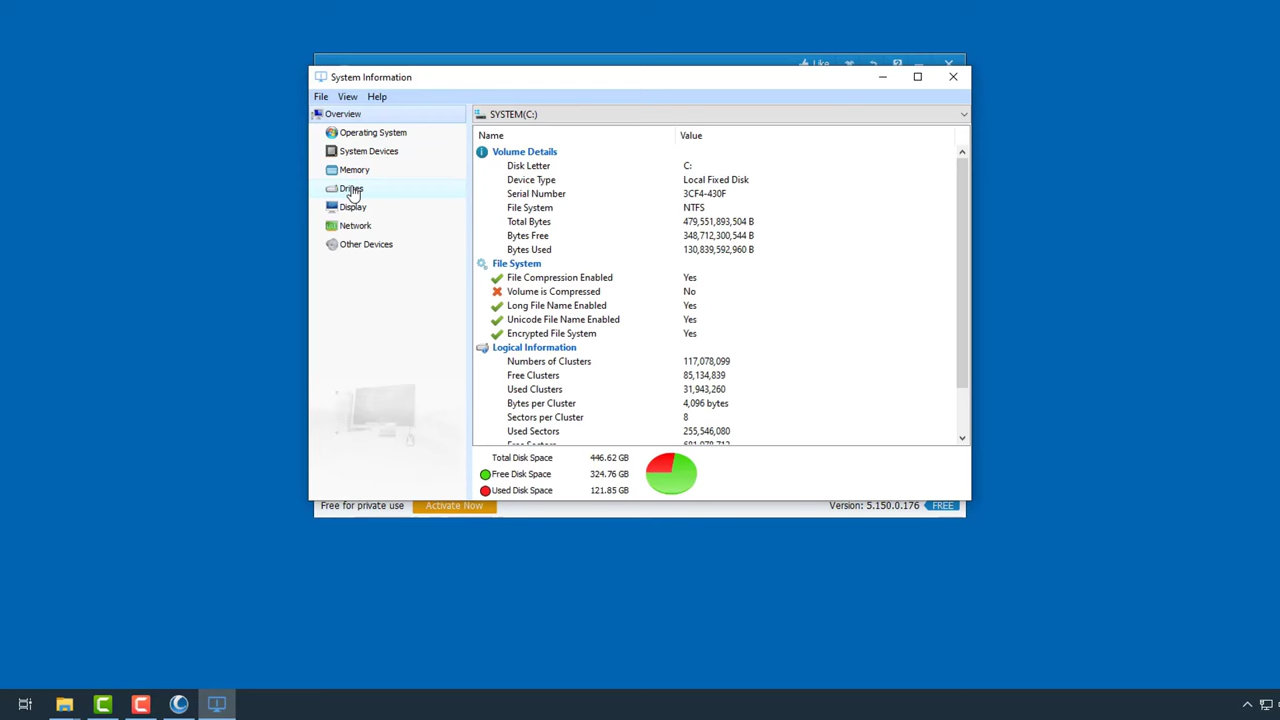 Like
System Information
File View Help
Overview
Operating System
System Devices
Memory
Drives
Display
Network
Other Devices
SYSTEM(C:)
Name Value
Volume Details
Disk Letter C:
Device Type Local Fixed Disk
Serial Number 3CF4-430F
File System NTFS
Total Bytes 479,551,893,504 B
Bytes Free 348,712,300,544 B
Bytes Used 130,839,592,960 B
File System
File Compression Enabled Yes
Volume is Compressed No
Long File Name Enabled Yes
Unicode File Name Enabled Yes
Encrypted File System Yes
Logical Information
Numbers of Clusters 117,078,099
Free Clusters 85,134,839
Used Clusters 31,943,260
Bytes per Cluster 4,096 bytes
Sectors per Cluster 8
Used Sectors 255,546,080
Free Sectors 681,078,712
Total Disk Space 446.62 GB
Free Disk Space 324.76 GB
Used Disk Space 121.85 GB
Free for private use Activate Now Version: 5.150.0.176 FREE